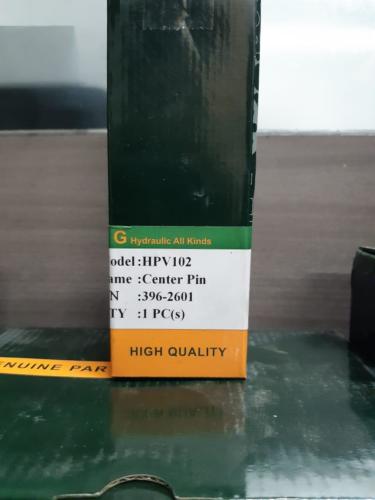 G Hydraulic All Kinds
odel :HPV102
ame :Center Pin
N :396-2601
TY :1 PC(s)
HIGH QUALITY
ENUINE PAR